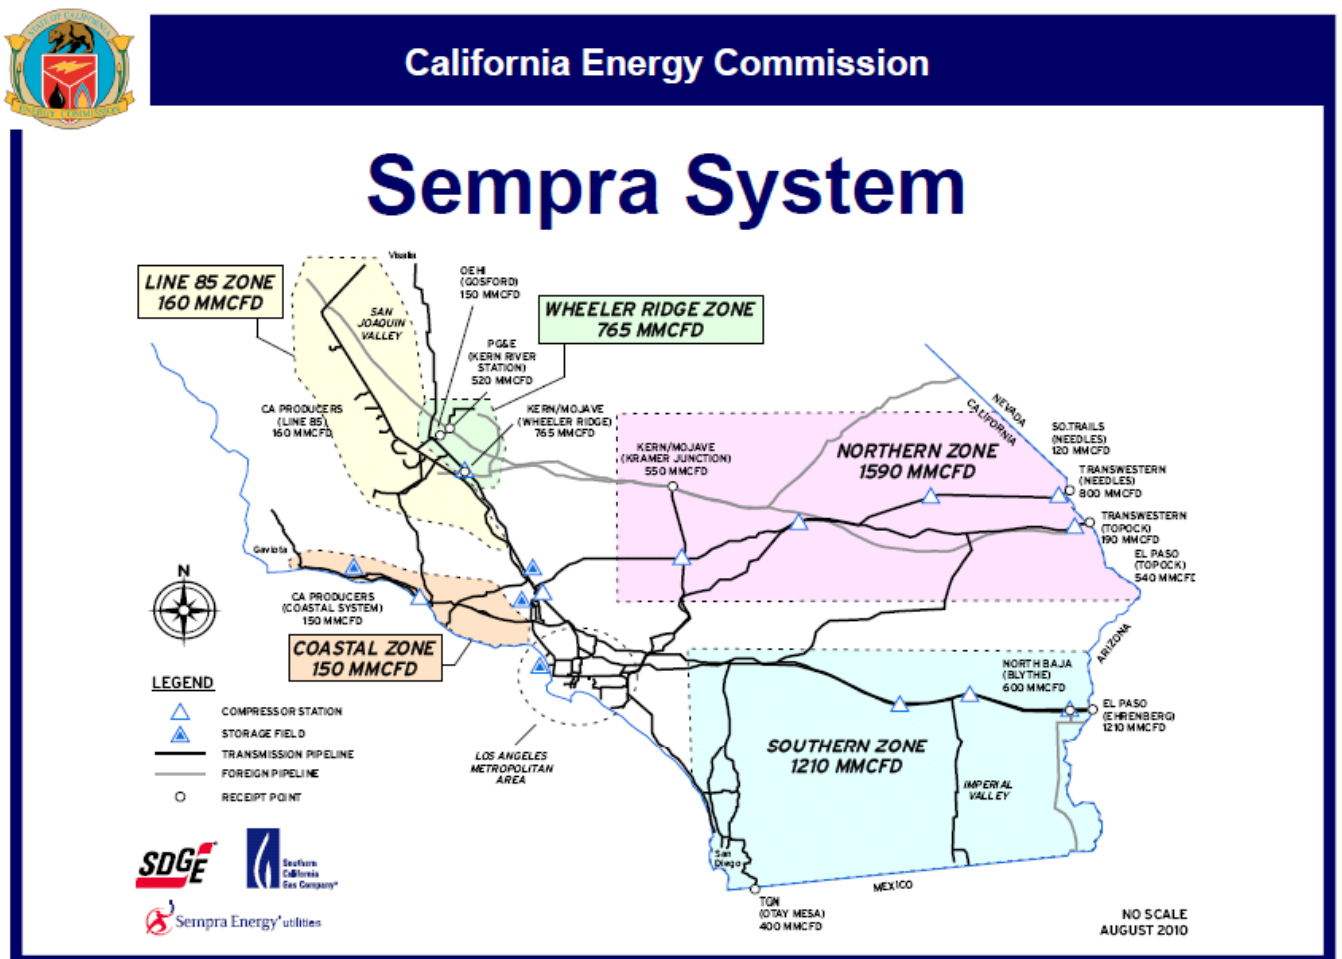 STATE OF CALIFORNIA
ENERGY COMMISSION
California Energy Commission
Sempra System
Visalia
LINE 85 ZONE
160 MMCFD
SAN
JOAQUIN
VALLEY
OEHI
(GOSFORD)
150 MMCFD
WHEELER RIDGE ZONE
765 MMCFD
PG&E
(KERN RIVER
STATION)
520 MMCFD
CA PRODUCERS
(LINE 85)
160 MMCFD
KERN/MOJAVE
(WHEELER RIDGE)
765 MMCFD
KERN/MOJAVE
(KRAMER JUNCTION)
550 MMCFD
NORTHERN ZONE
1590 MMCFD
NEVADA
CALIFORNIA
SO.TRAILS
(NEEDLES)
120 MMCFD
TRANSWESTERN
(NEEDLES)
800 MMCFD
TRANSWESTERN
(TOPOCK)
190 MMCFD
EL PASO
(TOPOCK)
540 MMCFD
Gaviota
N
CA PRODUCERS
(COASTAL SYSTEM)
150 MMCFD
COASTAL ZONE
150 MMCFD
ARIZONA
NORTH BAJA
(BLYTHE)
600 MMCFD
EL PASO
(EHRENBERG)
1210 MMCFD
LEGEND
COMPRESSOR STATION
STORAGE FIELD
TRANSMISSION PIPELINE
FOREIGN PIPELINE
RECEIPT POINT
LOS ANGELES
METROPOLITAN
AREA
SOUTHERN ZONE
1210 MMCFD
IMPERIAL
VALLEY
San
Diego
MEXICO
TGN
(OTAY MESA)
400 MMCFD
SDGE
Southern
California
Gas Company®
Sempra Energy® utilities
NO SCALE
AUGUST 2010